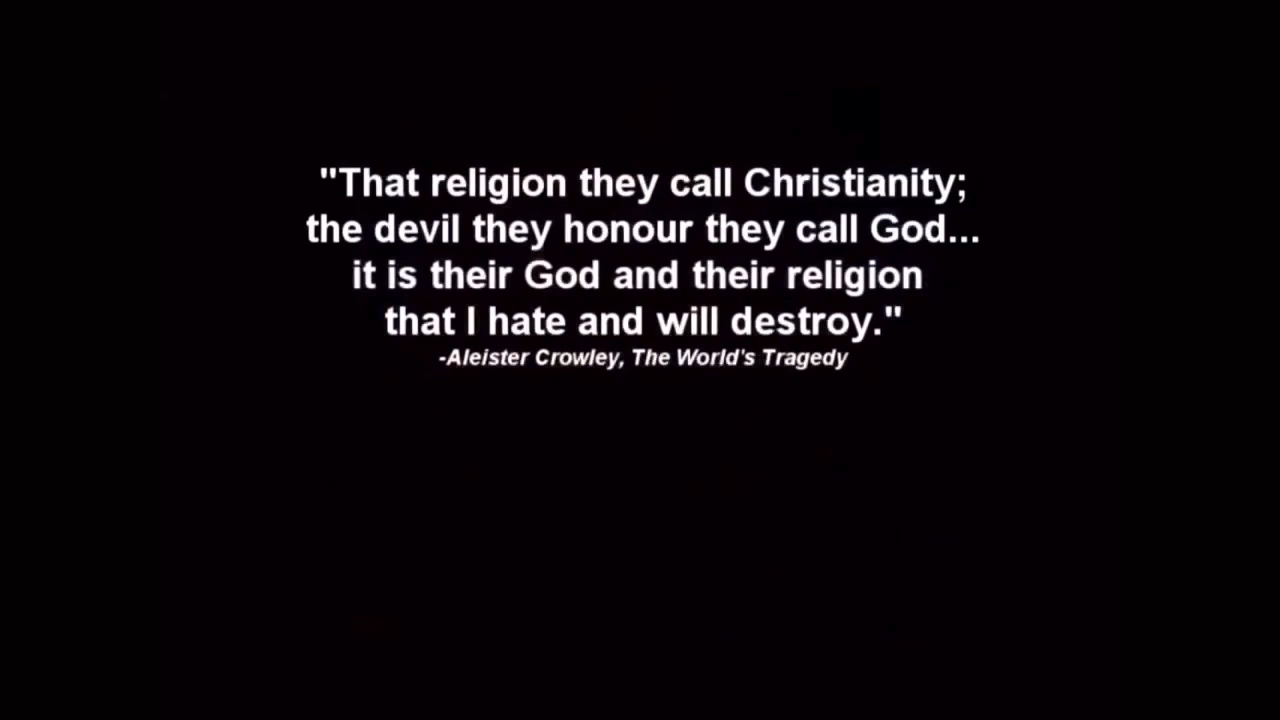 "That religion they call Christianity;
the devil they honour they call God...
it is their God and their religion
that I hate and will destroy."
-Aleister Crowley, The World's Tragedy